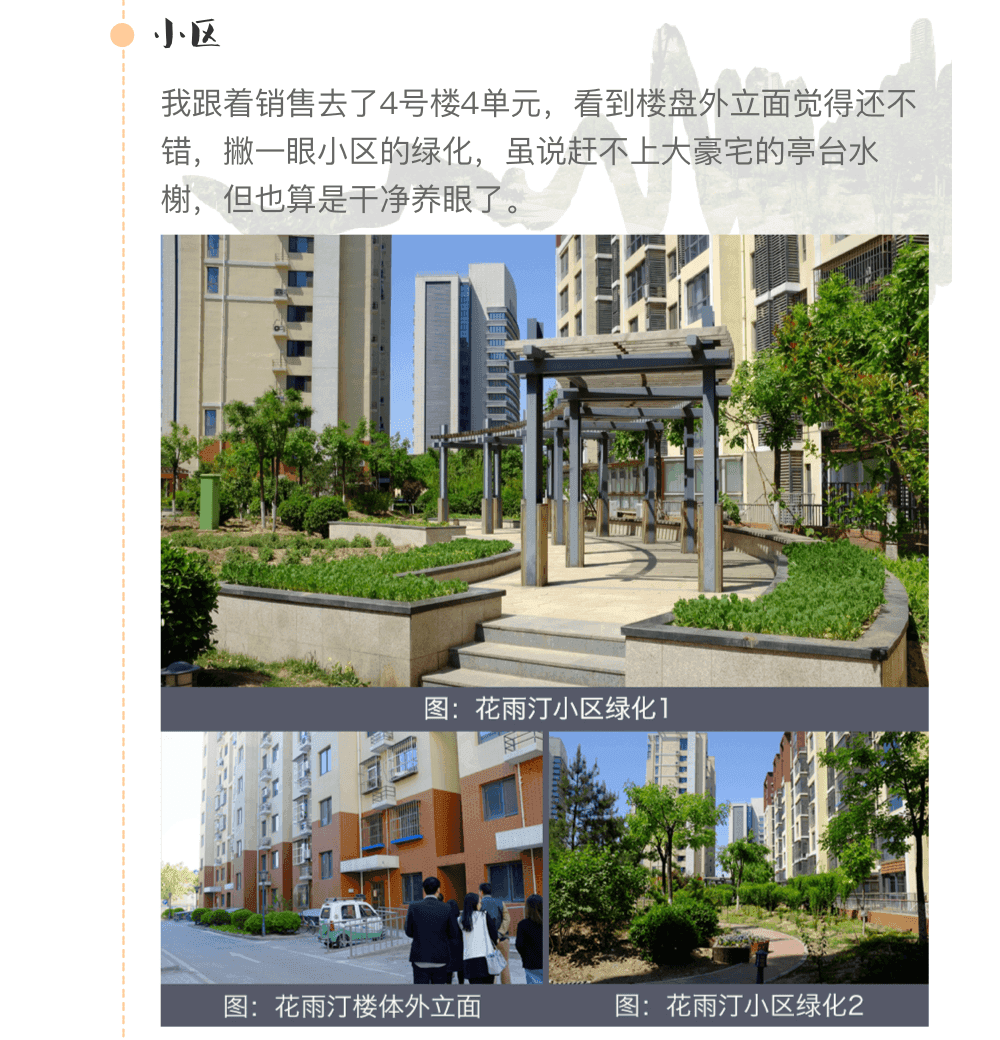 小区
我跟着销售去了4号楼4单元，看到楼盘外立面觉得还不
错，撇一眼小区的绿化，虽说赶不上大豪宅的亭台水
榭，但也算是干净养眼了。
图：花雨汀小区绿化1
图：花雨汀楼体外立面
图：花雨汀小区绿化2